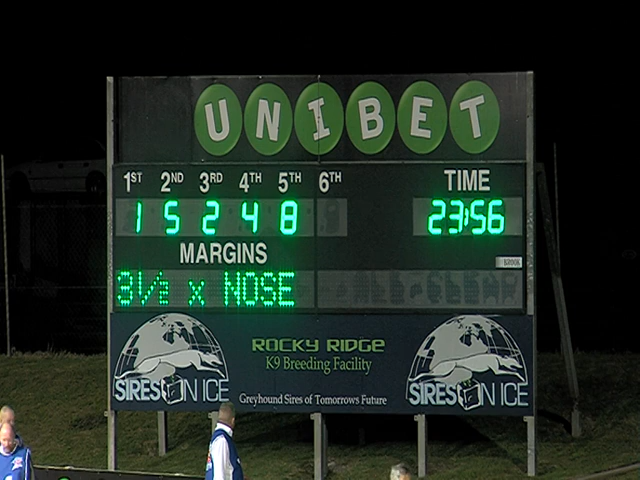 UNIBET
1ST 2ND 3RD 4TH 5TH 6TH TIME
1 5 2 4 8 23:56
MARGINS
3½ x NOSE
ROCKY RIDGE
K9 Breeding Facility
SIRES ON ICE
Greyhound Sires of Tomorrows Future
SIRES ON ICE